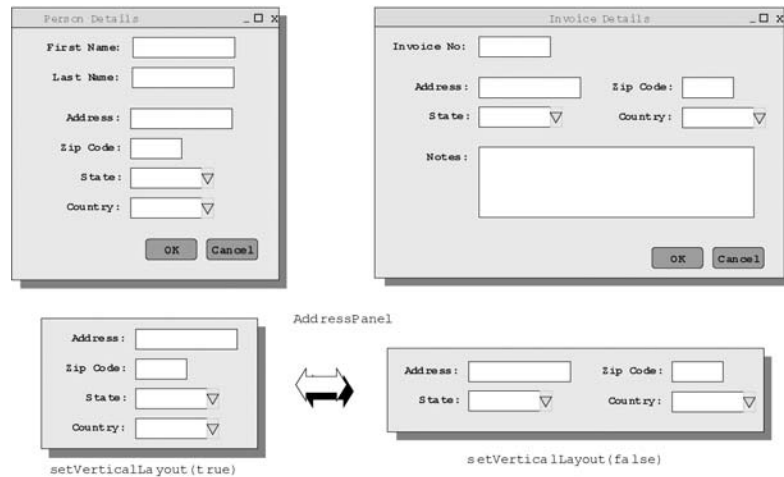 Person Details _ □ X
First Name:
Last Name:
Address:
Zip Code:
State:
Country:
OK Cancel
Invoice Details _ □ X
Invoice No:
Address: Zip Code:
State: Country:
Notes:
OK Cancel
AddressPanel
Address:
Zip Code:
State:
Country:
setVerticalLayout(true)
Address: Zip Code:
State: Country:
setVerticalLayout(false)